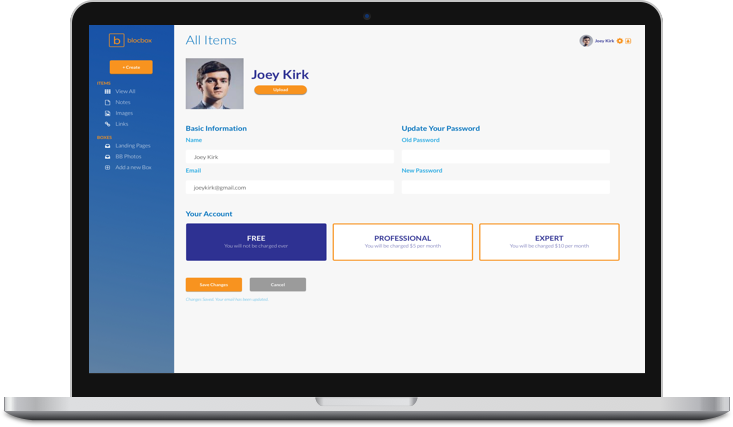 b blocbox
All Items
Joey Kirk
+ Create
ITEMS
View All
Notes
Images
Links
BOXES
Landing Pages
BB Photos
Add a new Box
Joey Kirk
Upload
Basic Information
Update Your Password
Name
Old Password
Joey Kirk
Email
New Password
joeykirk@gmail.com
Your Account
FREE
You will not be charged ever
PROFESSIONAL
You will be charged $5 per month
EXPERT
You will be charged $10 per month
Save Changes
Cancel
Changes Saved. Your email has been updated.